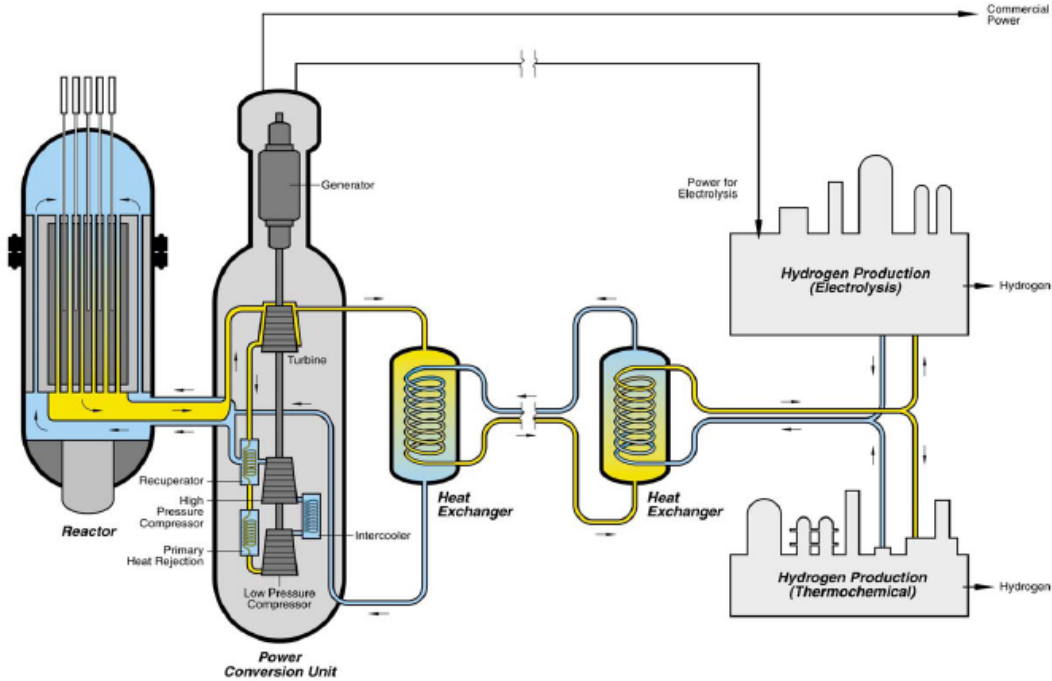 Commercial
Power
Generator
Power for
Electrolysis
Hydrogen Production
(Electrolysis)
Hydrogen
Turbine
Recuperator
High
Pressure
Compressor
Intercooler
Primary
Heat Rejection
Low Pressure
Compressor
Reactor
Heat
Exchanger
Heat
Exchanger
Hydrogen Production
(Thermochemical)
Hydrogen
Power
Conversion Unit